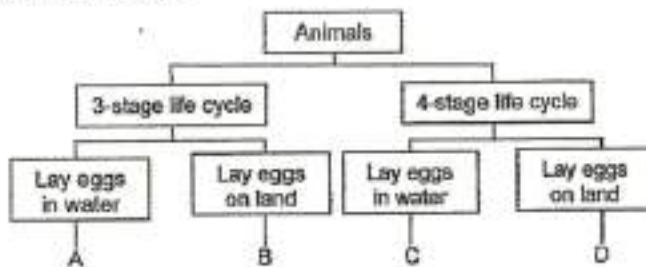 Animals
3-stage life cycle
4-stage life cycle
Lay eggs
in water
Lay eggs
on land
Lay eggs
in water
Lay eggs
on land
A
B
C
D